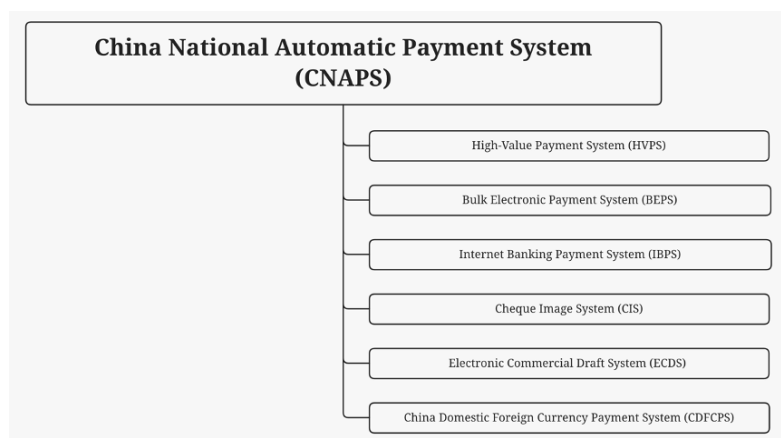 China National Automatic Payment System
(CNAPS)
High-Value Payment System (HVPS)
Bulk Electronic Payment System (BEPS)
Internet Banking Payment System (IBPS)
Cheque Image System (CIS)
Electronic Commercial Draft System (ECDS)
China Domestic Foreign Currency Payment System (CDFCPS)